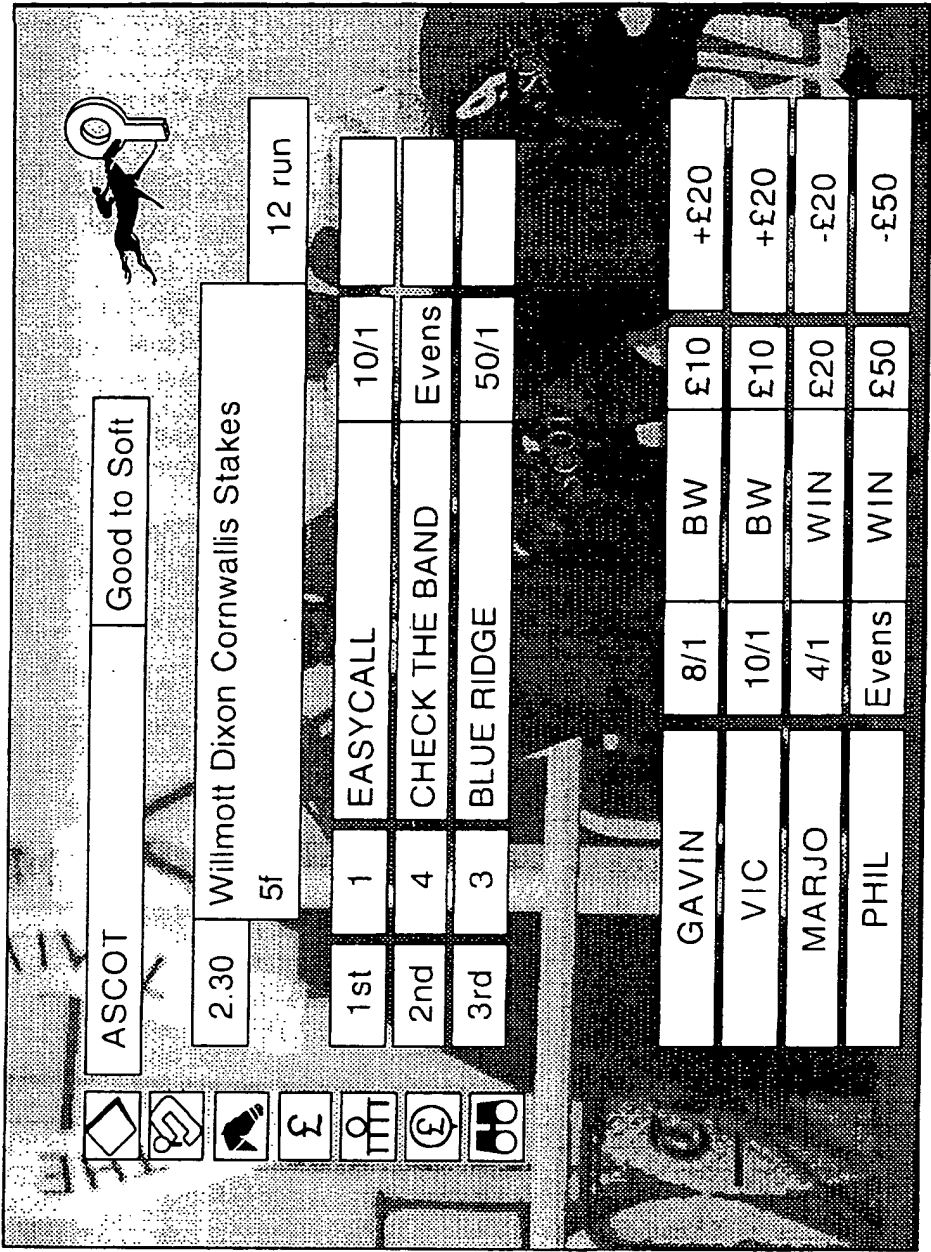 ASCOT Good to Soft
2.30 Willmott Dixon Cornwallis Stakes
5f 12 run
1st 1 EASYCALL 10/1
2nd 4 CHECK THE BAND Evens
3rd 3 BLUE RIDGE 50/1
£
£
GAVIN 8/1 BW £10 +£20
VIC 10/1 BW £10 +£20
MARJO 4/1 WIN £20 -£20
PHIL Evens WIN £50 -£50